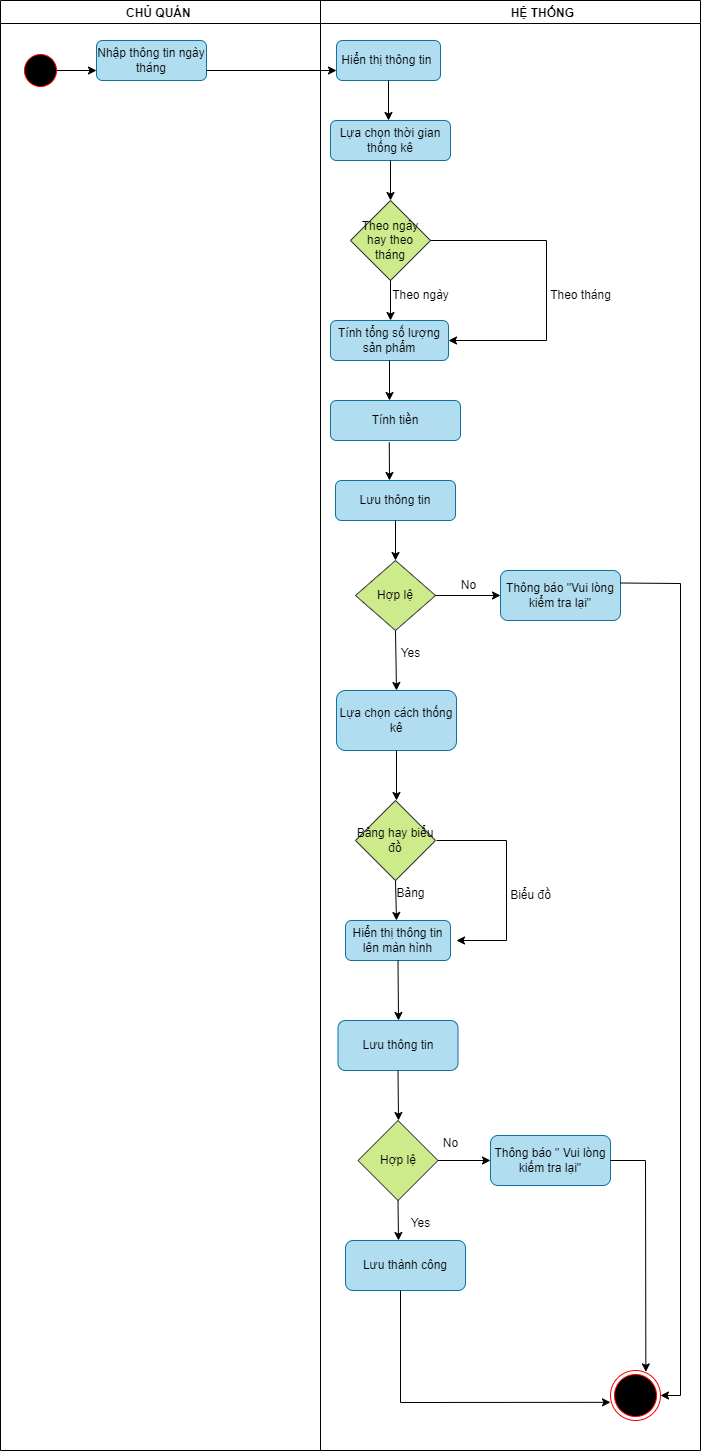 CHỦ QUÁN
HỆ THỐNG
Nhập thông tin ngày
tháng
Hiển thị thông tin
Lựa chọn thời gian
thống kê
Theo ngày
hay theo
tháng
Theo ngày
Theo tháng
Tính tổng số lượng
sản phẩm
Tính tiền
Lưu thông tin
Hợp lệ
No
Thông báo "Vui lòng
kiểm tra lại"
Yes
Lựa chọn cách thống
kê
Bảng hay biểu
đồ
Bảng
Biểu đồ
Hiển thị thông tin
lên màn hình
Lưu thông tin
Hợp lệ
No
Thông báo " Vui lòng
kiểm tra lại"
Yes
Lưu thành công